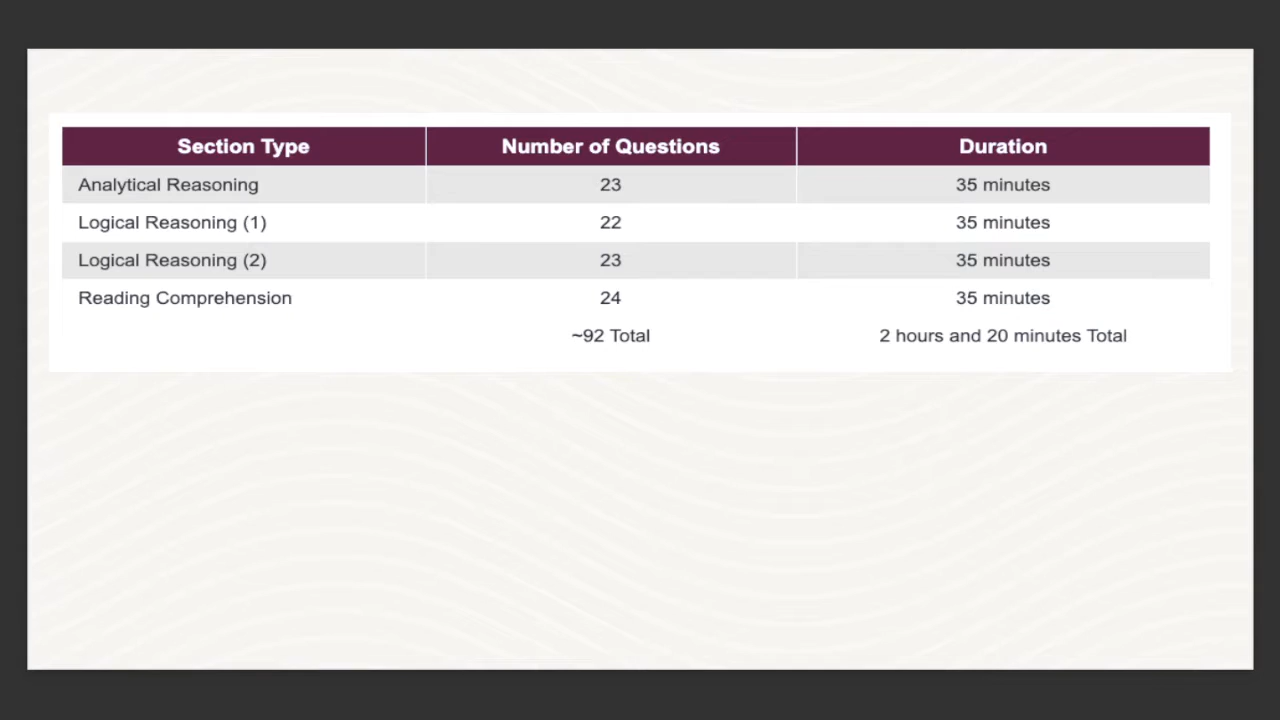 Section Type Number of Questions Duration
Analytical Reasoning 23 35 minutes
Logical Reasoning (1) 22 35 minutes
Logical Reasoning (2) 23 35 minutes
Reading Comprehension 24 35 minutes
~92 Total 2 hours and 20 minutes Total